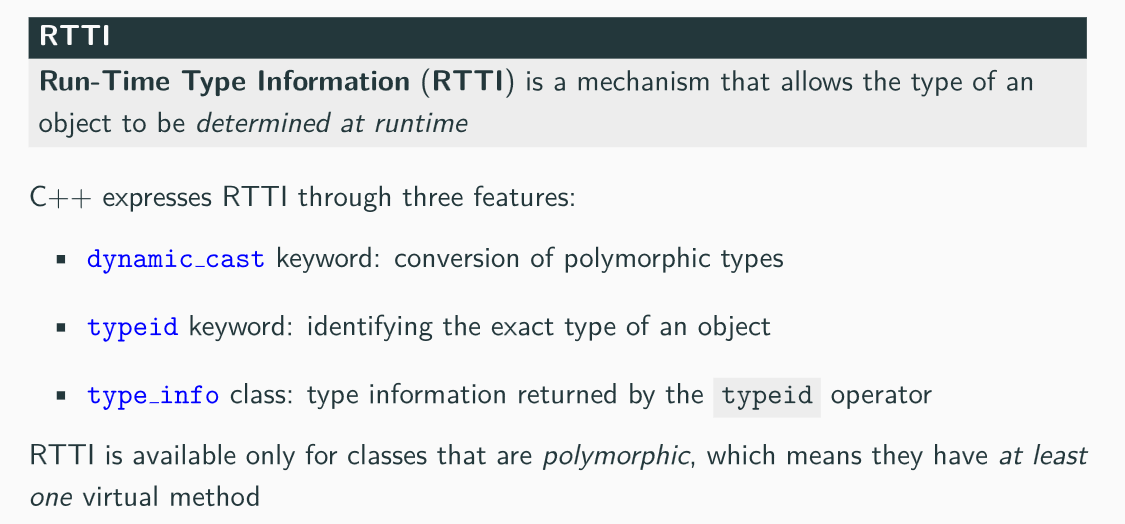 RTTI
Run-Time Type Information (RTTI) is a mechanism that allows the type of an
object to be determined at runtime
C++ expresses RTTI through three features:
▪ dynamic_cast keyword: conversion of polymorphic types
▪ typeid keyword: identifying the exact type of an object
▪ type_info class: type information returned by the typeid operator
RTTI is available only for classes that are polymorphic, which means they have at least
one virtual method